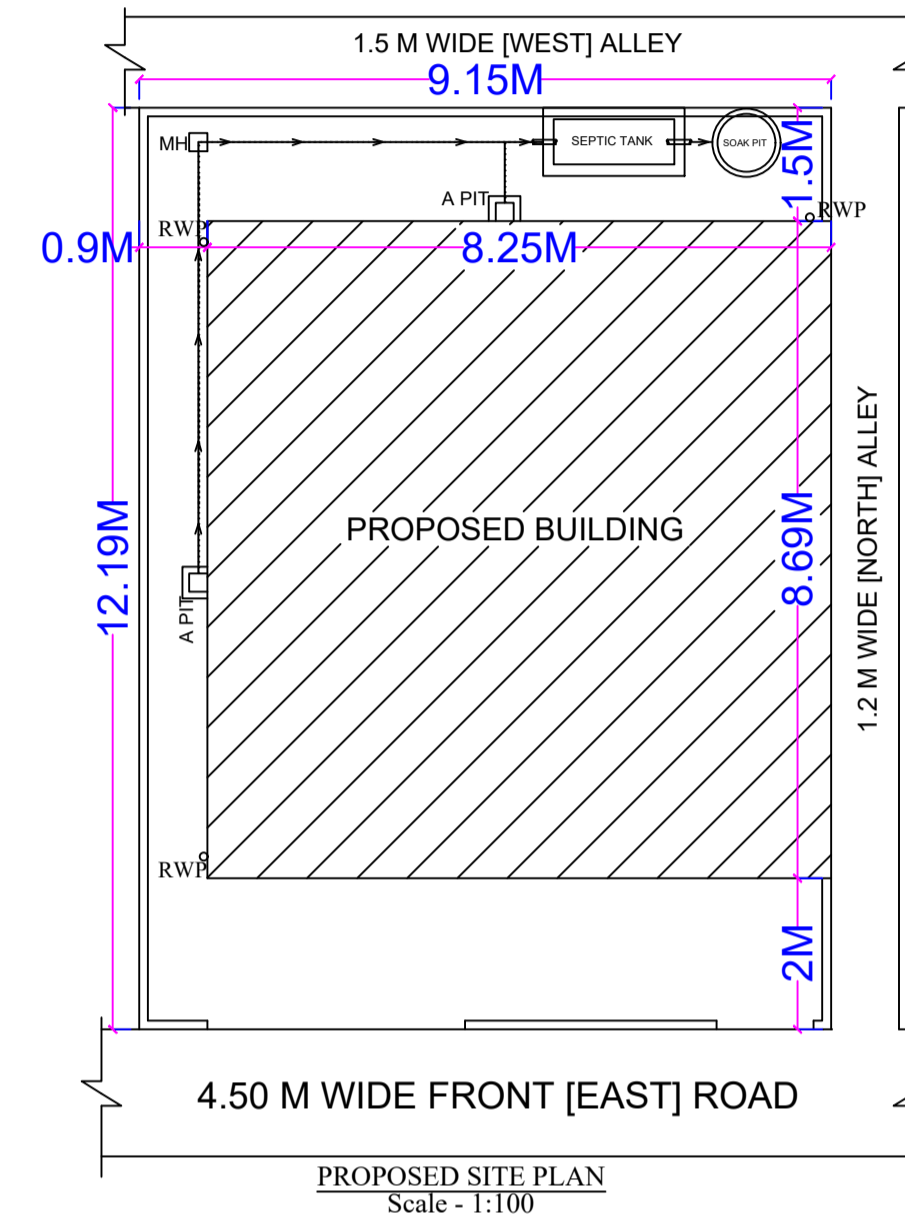 1.5 M WIDE [WEST] ALLEY
9.15M
MH
SEPTIC TANK
SOAK PIT
1.5M
A PIT
RWP
RWP
0.9M
8.25M
12.19M
PROPOSED BUILDING
8.69M
1.2 M WIDE [NORTH] ALLEY
A PIT
RWP
2M
4.50 M WIDE FRONT [EAST] ROAD
PROPOSED SITE PLAN
Scale - 1:100